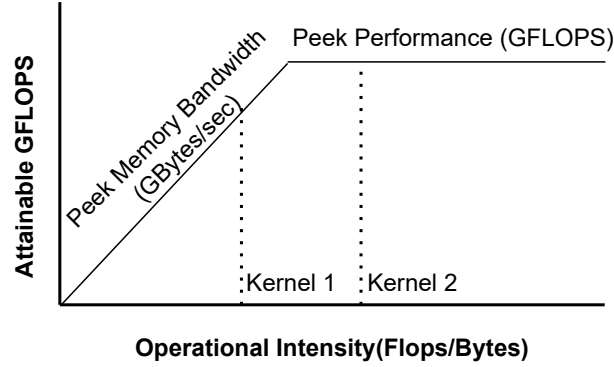 Peek Performance (GFLOPS)
Peek Memory Bandwidth
(GBytes/sec)
Attainable GFLOPS
Kernel 1
Kernel 2
Operational Intensity(Flops/Bytes)